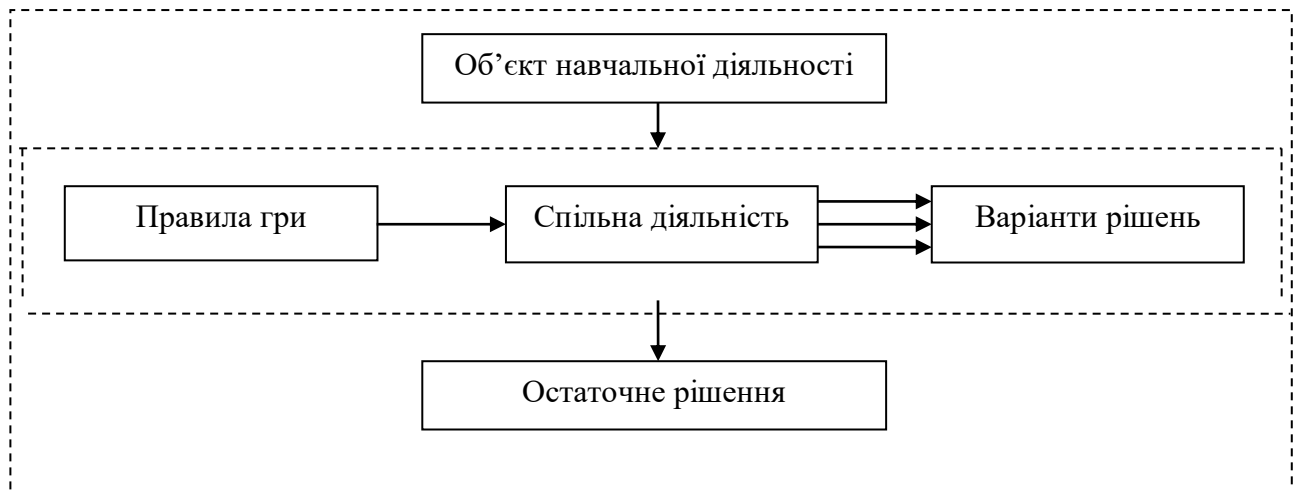 Об’єкт навчальної діяльності
Правила гри
Спільна діяльність
Варіанти рішень
Остаточне рішення